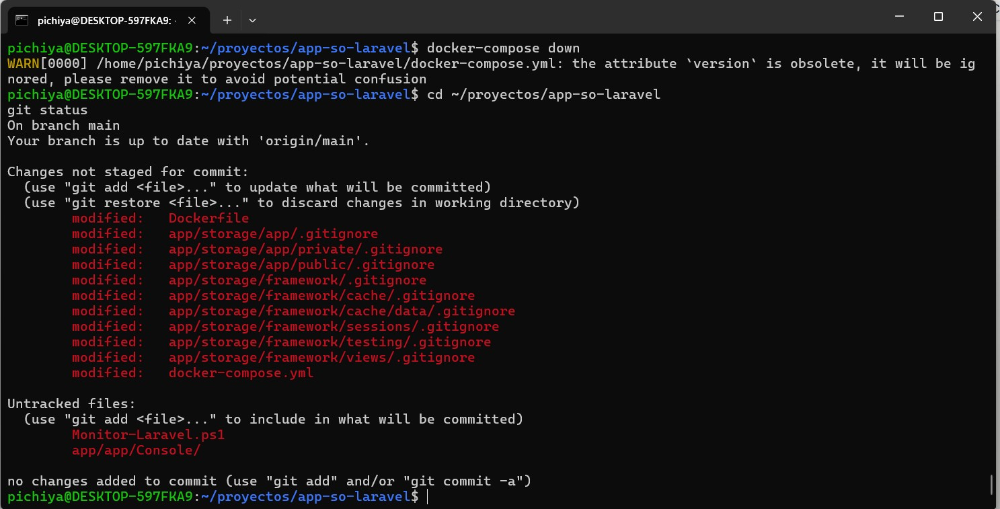 pichiya@DESKTOP-597FKA9: ·
pichiya@DESKTOP-597FKA9:~/proyectos/app-so-laravel$ docker-compose down
WARN[0000] /home/pichiya/proyectos/app-so-laravel/docker-compose.yml: the attribute `version` is obsolete, it will be ig
nored, please remove it to avoid potential confusion
pichiya@DESKTOP-597FKA9:~/proyectos/app-so-laravel$ cd ~/proyectos/app-so-laravel
git status
On branch main
Your branch is up to date with 'origin/main'.

Changes not staged for commit:
  (use "git add <file>..." to update what will be committed)
  (use "git restore <file>..." to discard changes in working directory)
        modified:   Dockerfile
        modified:   app/storage/app/.gitignore
        modified:   app/storage/app/private/.gitignore
        modified:   app/storage/app/public/.gitignore
        modified:   app/storage/framework/.gitignore
        modified:   app/storage/framework/cache/.gitignore
        modified:   app/storage/framework/cache/data/.gitignore
        modified:   app/storage/framework/sessions/.gitignore
        modified:   app/storage/framework/testing/.gitignore
        modified:   app/storage/framework/views/.gitignore
        modified:   docker-compose.yml

Untracked files:
  (use "git add <file>..." to include in what will be committed)
        Monitor-Laravel.ps1
        app/app/Console/

no changes added to commit (use "git add" and/or "git commit -a")
pichiya@DESKTOP-597FKA9:~/proyectos/app-so-laravel$